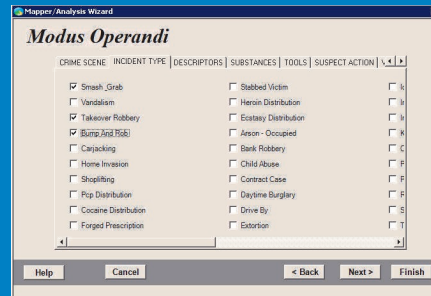 Mapper/Analysis Wizard
Modus Operandi
CRIME SCENE INCIDENT TYPE DESCRIPTORS SUBSTANCES TOOLS SUSPECT ACTION
Smash_Grab Stabbed Victim
Vandalism Heroin Distribution
Takeover Robbery Ecstasy Distribution
Bump And Rob Arson - Occupied
Carjacking Bank Robbery
Home Invasion Child Abuse
Shoplifting Contract Case
Pcp Distribution Daytime Burglary
Cocaine Distribution Drive By
Forged Prescription Extortion
Help Cancel < Back Next > Finish